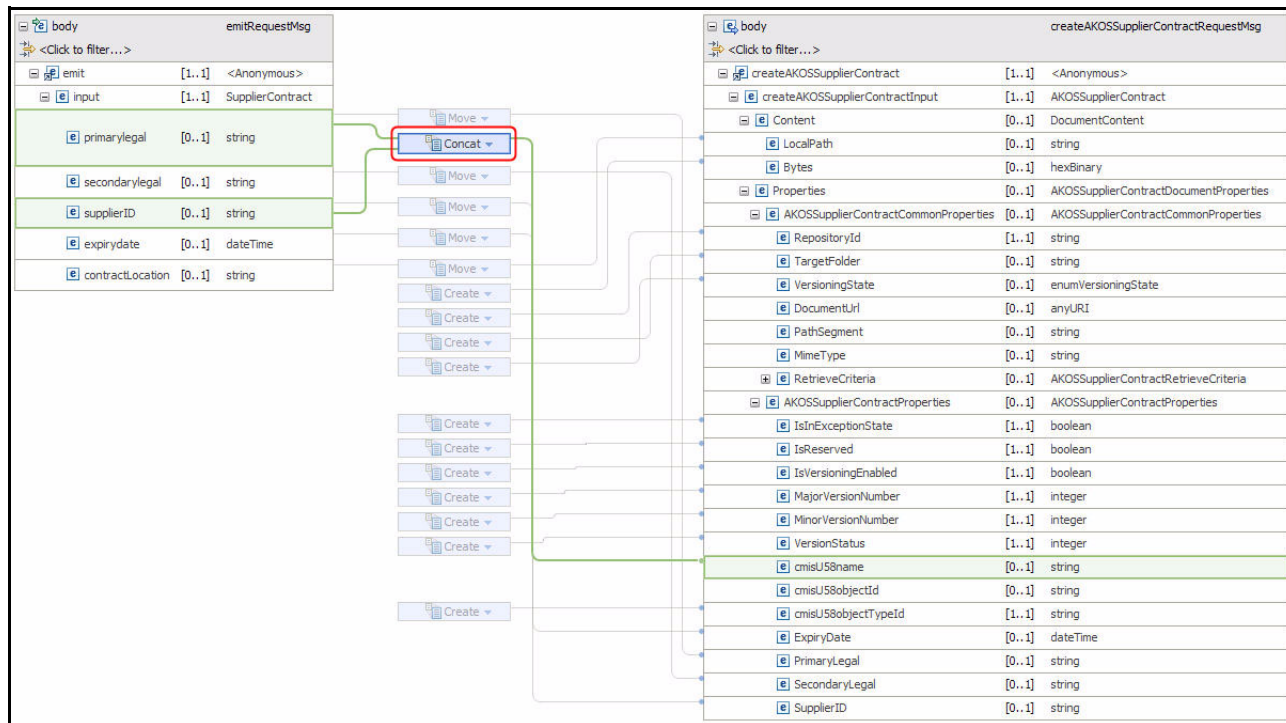 body emitRequestMsg
<Click to filter...>
emit [1..1] <Anonymous>
input [1..1] SupplierContract
primarylegal [0..1] string
secondarylegal [0..1] string
supplierID [0..1] string
expirydate [0..1] dateTime
contractLocation [0..1] string
Move
Concat
Move
Move
Move
Move
Create
Create
Create
Create
Create
Create
Create
Create
Create
Create
Create
body createAKOSSupplierContractRequestMsg
<Click to filter...>
createAKOSSupplierContract [1..1] <Anonymous>
createAKOSSupplierContractInput [1..1] AKOSSupplierContract
Content [0..1] DocumentContent
LocalPath [0..1] string
Bytes [0..1] hexBinary
Properties [0..1] AKOSSupplierContractDocumentProperties
AKOSSupplierContractCommonProperties [0..1] AKOSSupplierContractCommonProperties
RepositoryId [1..1] string
TargetFolder [0..1] string
VersioningState [0..1] enumVersioningState
DocumentUrl [0..1] anyURI
PathSegment [0..1] string
MimeType [0..1] string
RetrieveCriteria [0..1] AKOSSupplierContractRetrieveCriteria
AKOSSupplierContractProperties [0..1] AKOSSupplierContractProperties
IsInExceptionState [1..1] boolean
IsReserved [1..1] boolean
IsVersioningEnabled [1..1] boolean
MajorVersionNumber [1..1] integer
MinorVersionNumber [1..1] integer
VersionStatus [1..1] integer
cmisU58name [0..1] string
cmisU58objectId [0..1] string
cmisU58objectTypeId [1..1] string
ExpiryDate [0..1] dateTime
PrimaryLegal [0..1] string
SecondaryLegal [0..1] string
SupplierID [0..1] string